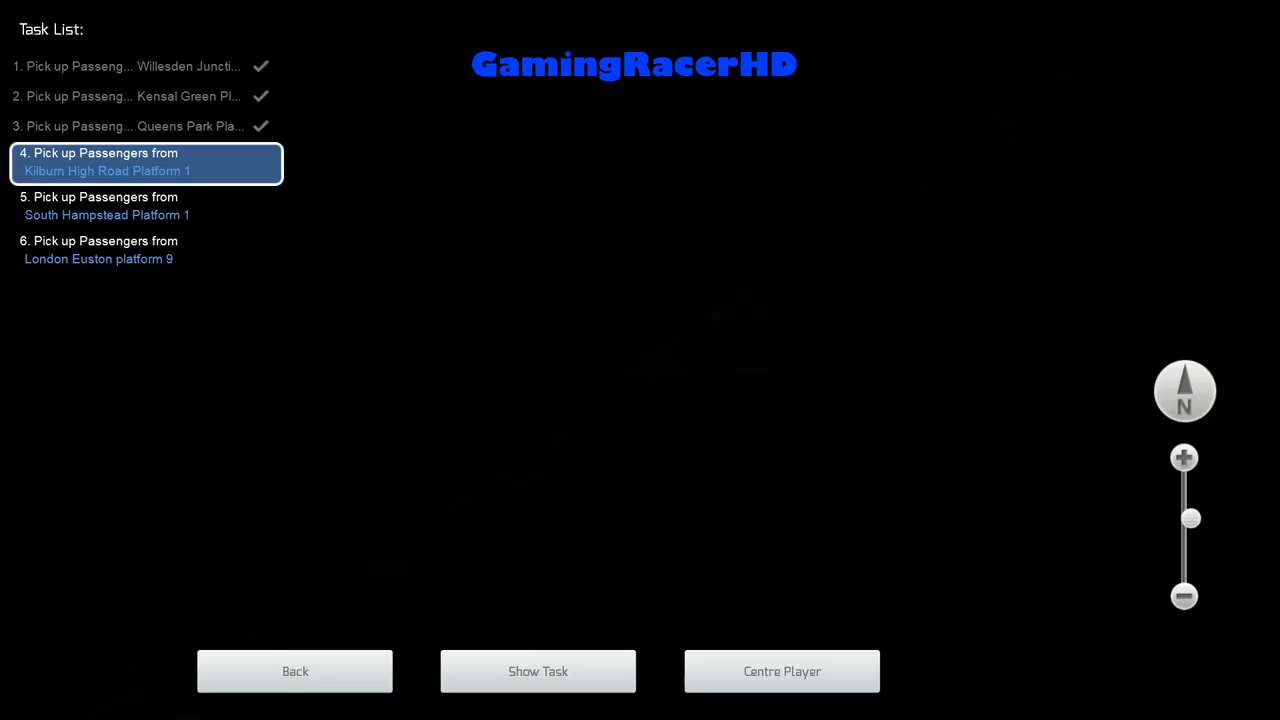 Task List:
GamingRacerHD
1. Pick up Passeng... Willesden Juncti...
2. Pick up Passeng... Kensal Green Pl...
3. Pick up Passeng... Queens Park Pla...
4. Pick up Passengers from
Kilburn High Road Platform 1
5. Pick up Passengers from
South Hampstead Platform 1
6. Pick up Passengers from
London Euston platform 9
N
Back
Show Task
Centre Player